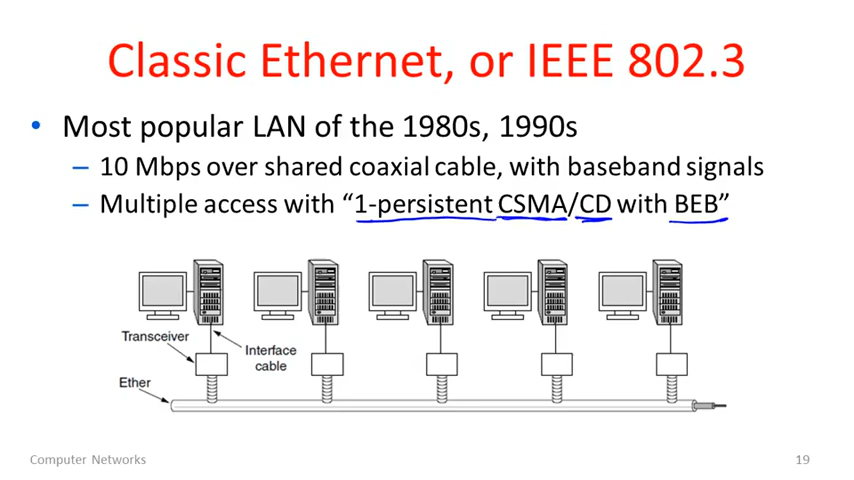 Classic Ethernet, or IEEE 802.3
• Most popular LAN of the 1980s, 1990s
– 10 Mbps over shared coaxial cable, with baseband signals
– Multiple access with “1-persistent CSMA/CD with BEB”
Transceiver
Interface
cable
Ether
Computer Networks
19